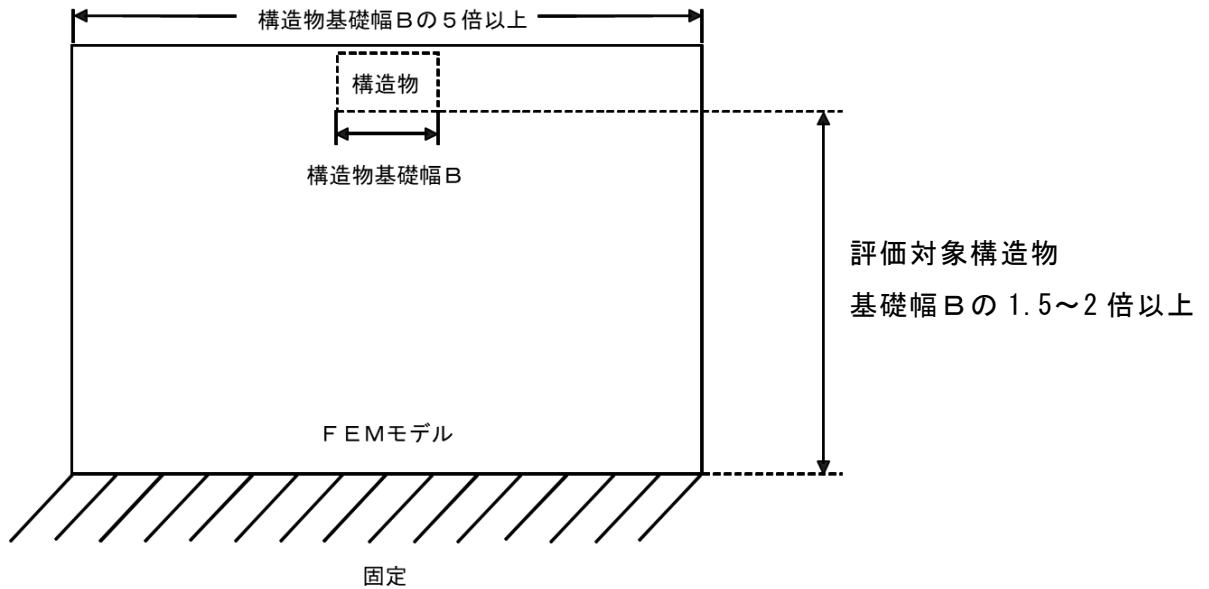 構造物基礎幅Bの5倍以上
構造物
構造物基礎幅B
評価対象構造物
基礎幅Bの 1.5～2 倍以上
FEMモデル
固定